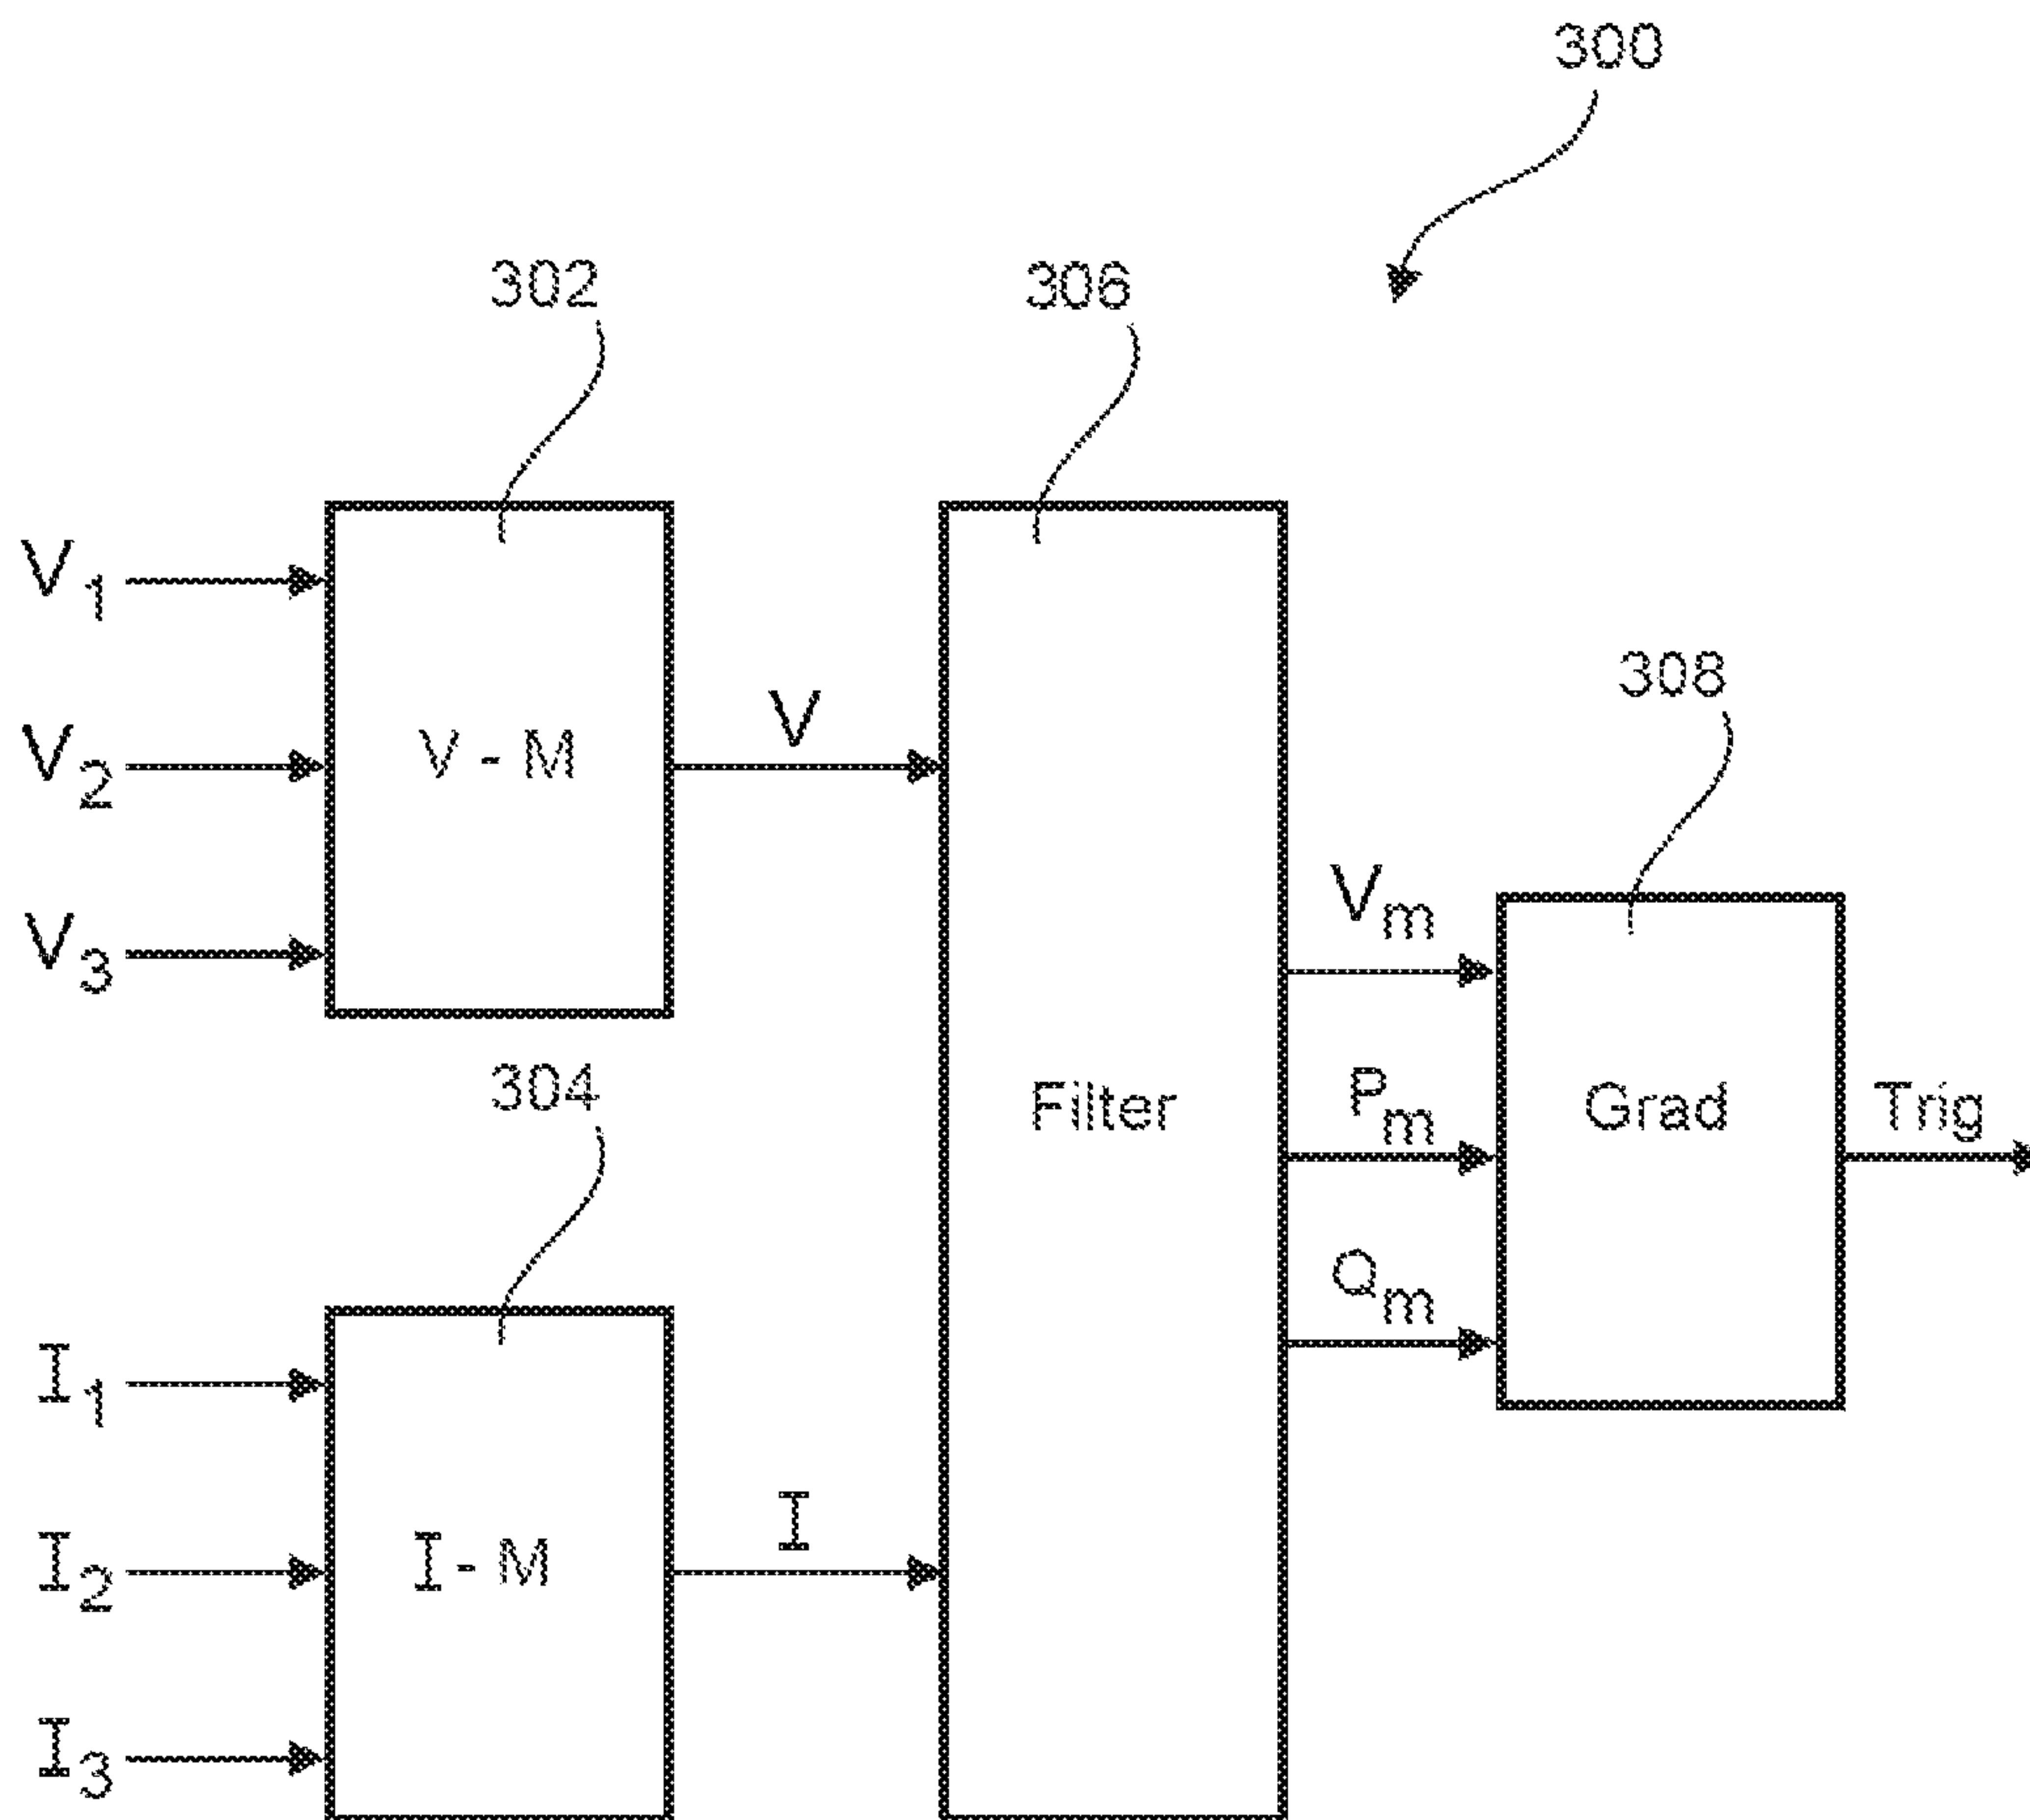 300
302
306
V₁
V₂
V₃
V - M
V
308
Vₘ
Pₘ
Qₘ
Filter
Grad
Trig
304
I₁
I₂
I₃
I - M
I